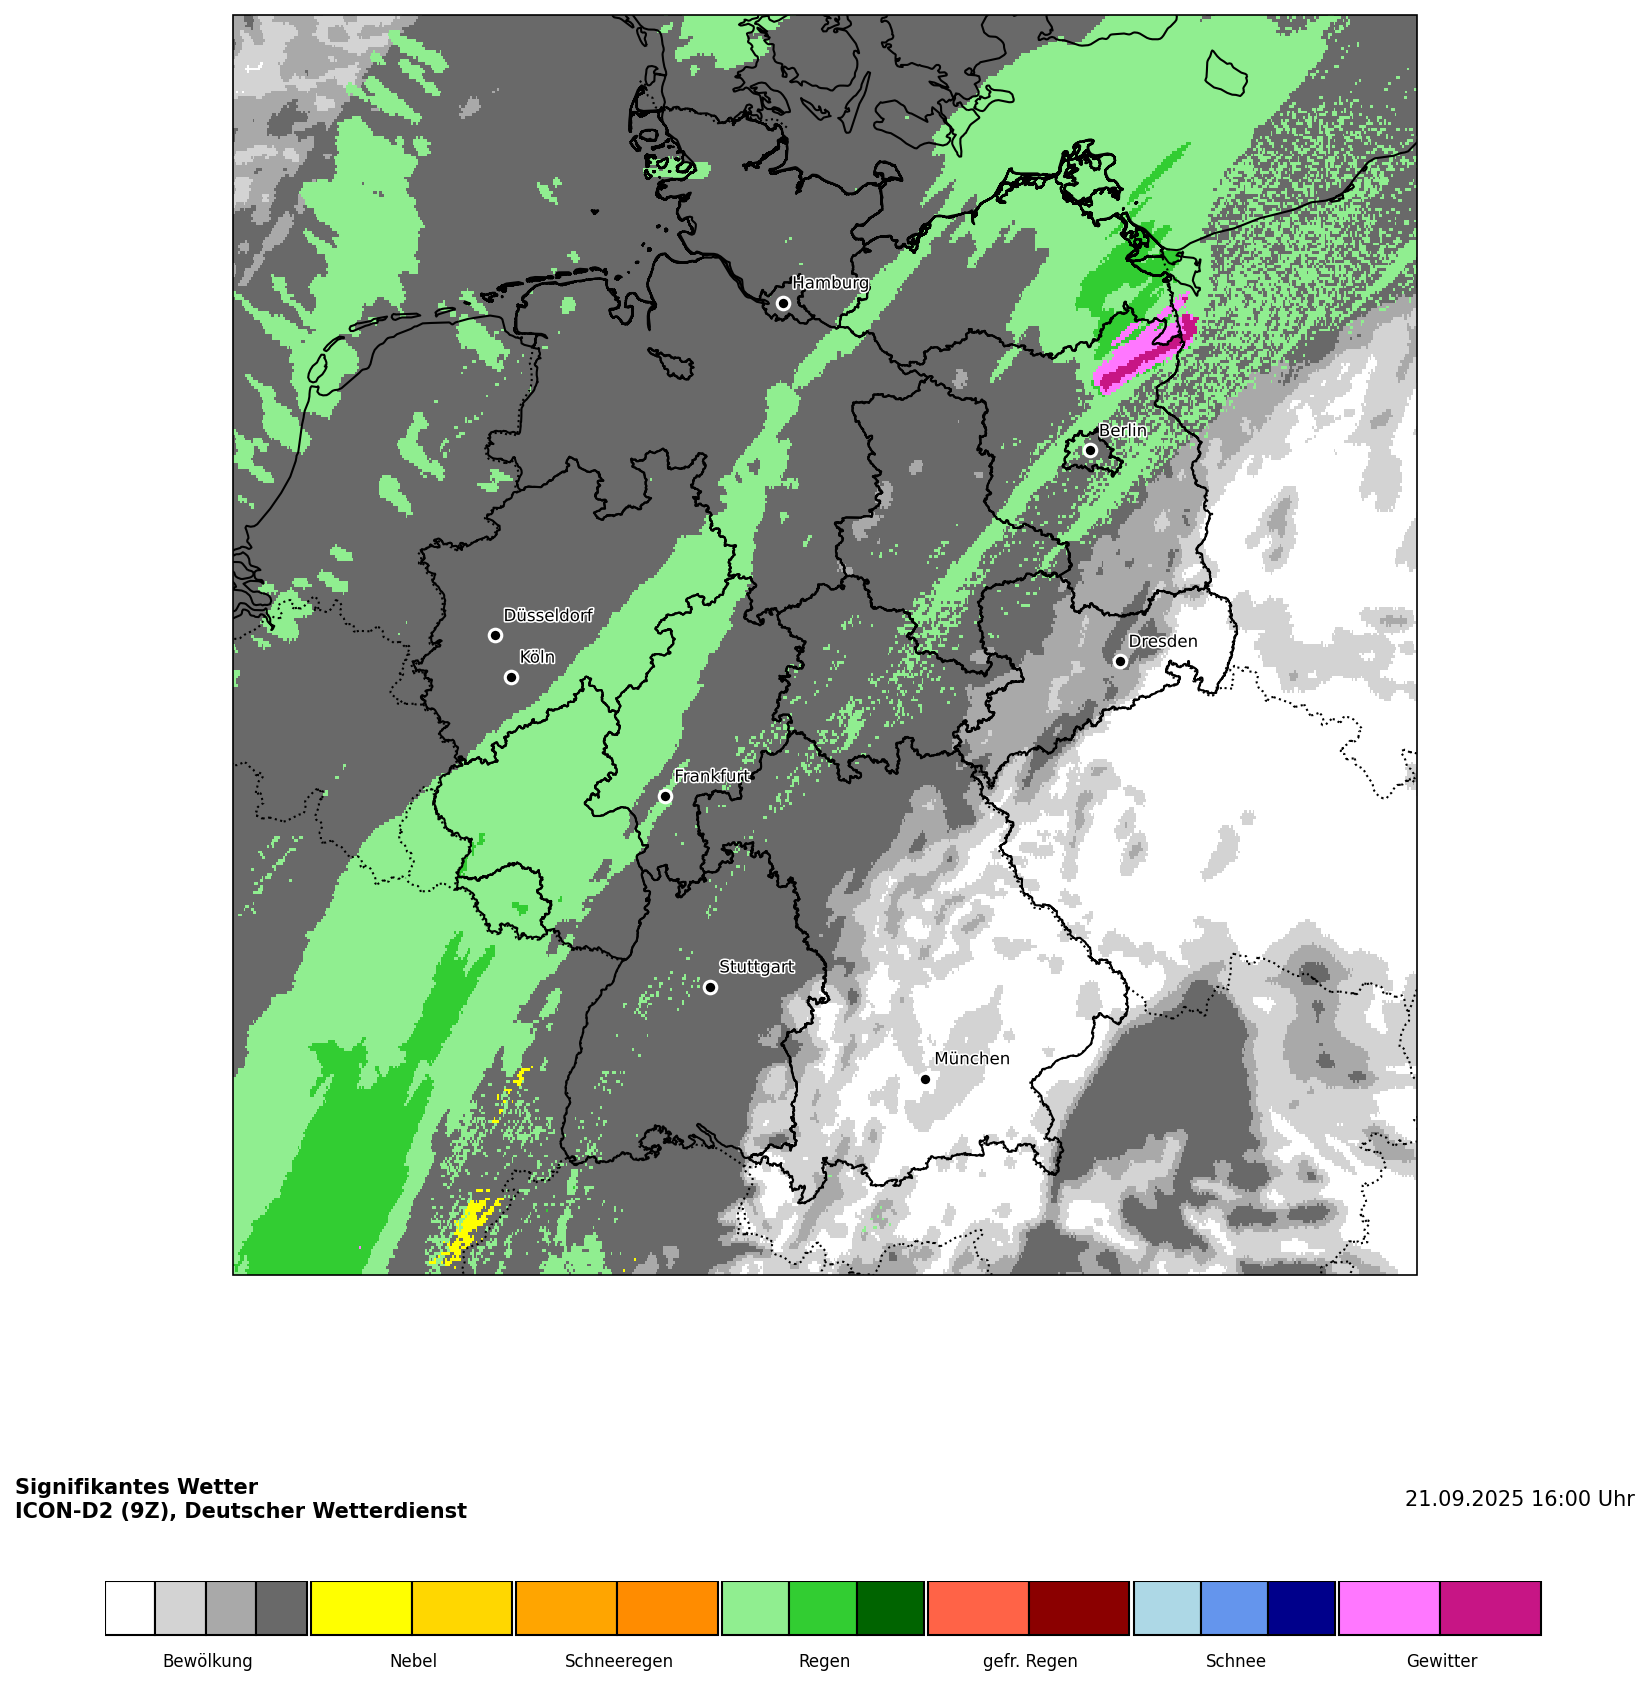 Hamburg
Berlin
Düsseldorf
Köln
Dresden
Frankfurt
Stuttgart
München
Signifikantes Wetter
ICON-D2 (9Z), Deutscher Wetterdienst
21.09.2025 16:00 Uhr
Bewölkung
Nebel
Schneeregen
Regen
gefr. Regen
Schnee
Gewitter